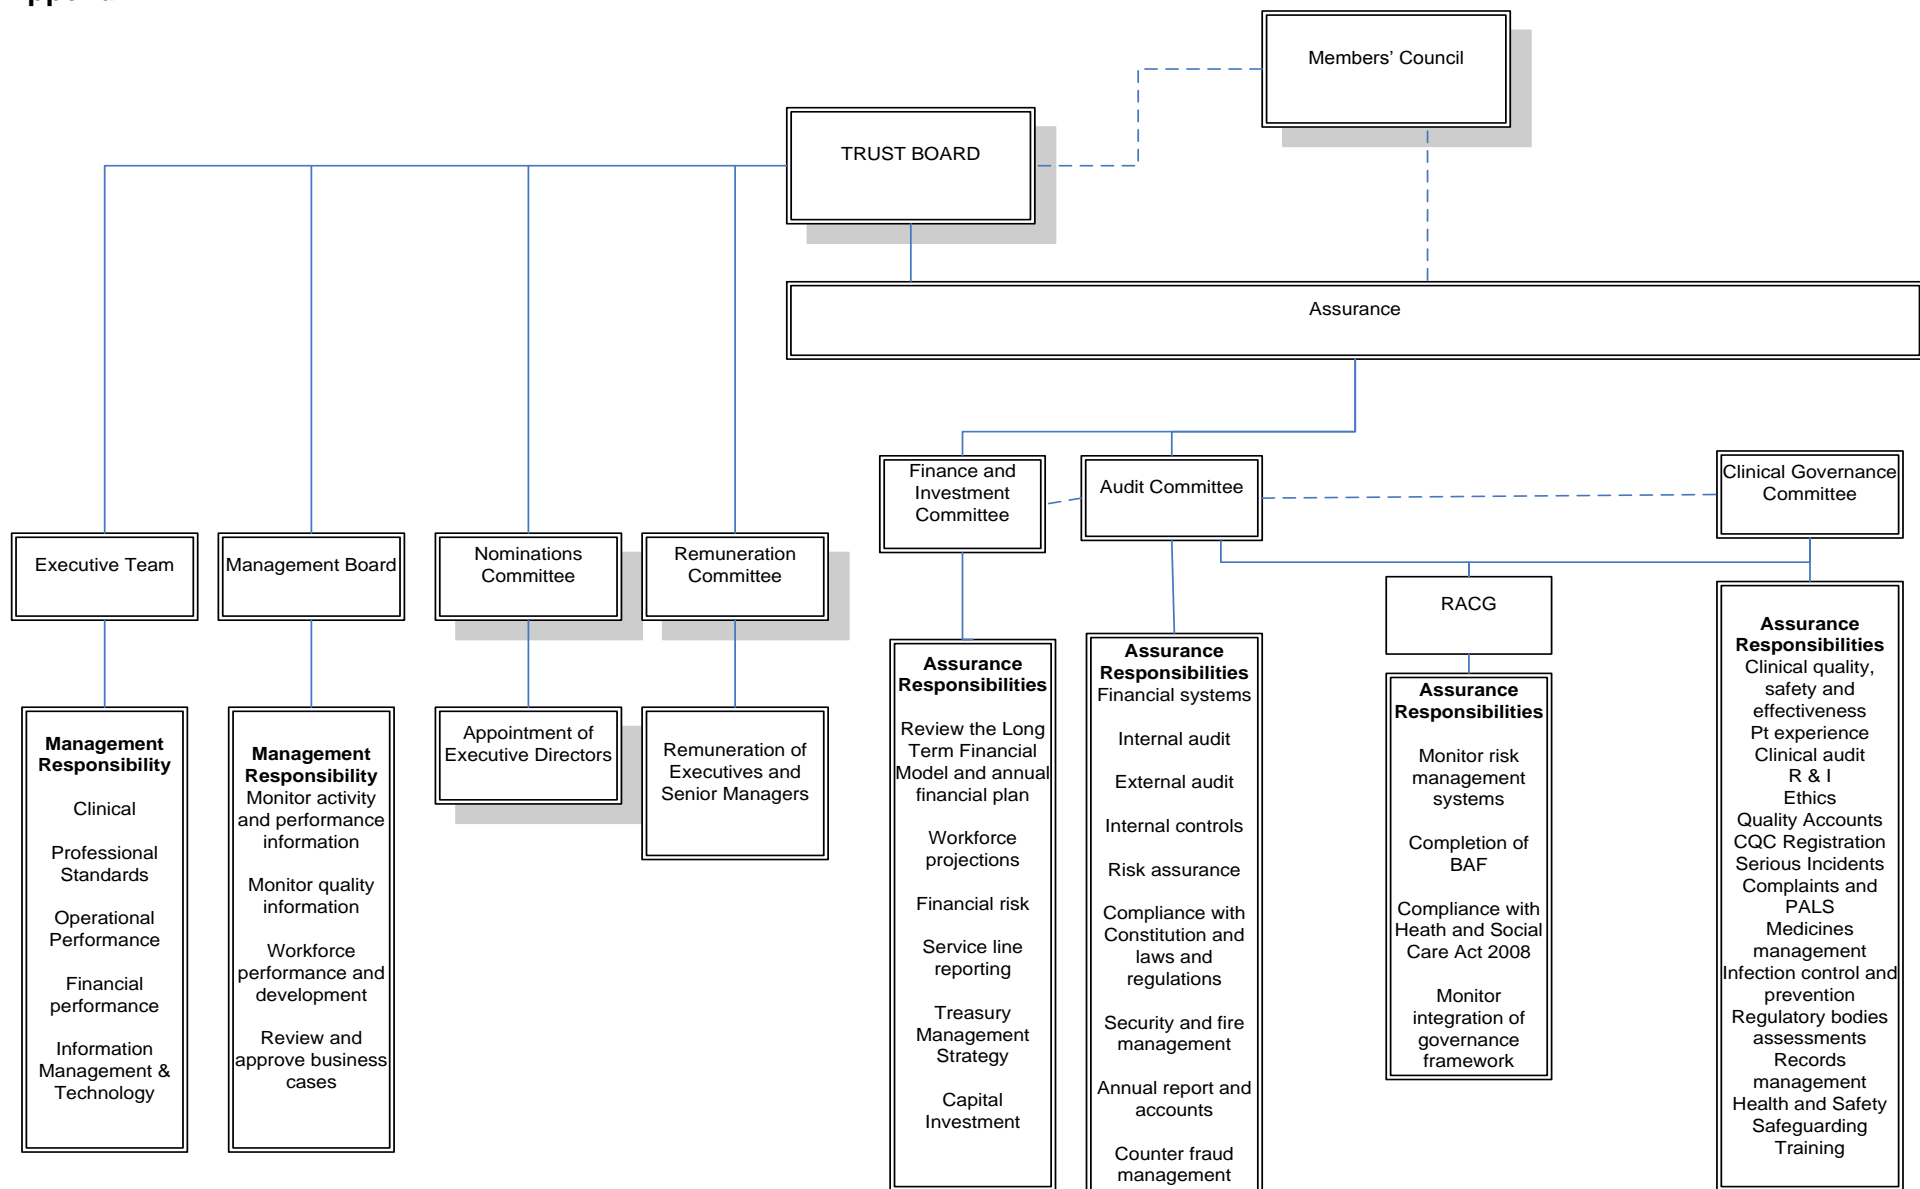 Members' Council
TRUST BOARD
Assurance
Finance and
Investment
Committee
Audit Committee
Clinical Governance
Committee
Executive Team
Management Board
Nominations
Committee
Remuneration
Committee
RACG
Management
Responsibility
Clinical
Professional
Standards
Operational
Performance
Financial
performance
Information
Management &
Technology
Management
Responsibility
Monitor activity
and performance
information
Monitor quality
information
Workforce
performance and
development
Review and
approve business
cases
Appointment of
Executive Directors
Remuneration of
Executives and
Senior Managers
Assurance
Responsibilities
Review the Long
Term Financial
Model and annual
financial plan
Workforce
projections
Financial risk
Service line
reporting
Treasury
Management
Strategy
Capital
Investment
Assurance
Responsibilities
Financial systems
Internal audit
External audit
Internal controls
Risk assurance
Compliance with
Constitution and
laws and
regulations
Security and fire
management
Annual report and
accounts
Counter fraud
management
Assurance
Responsibilities
Monitor risk
management
systems
Completion of
BAF
Compliance with
Heath and Social
Care Act 2008
Monitor
integration of
governance
framework
Assurance
Responsibilities
Clinical quality,
safety and
effectiveness
Pt experience
Clinical audit
R & I
Ethics
Quality Accounts
CQC Registration
Serious Incidents
Complaints and
PALS
Medicines
management
Infection control and
prevention
Regulatory bodies
assessments
Records
management
Health and Safety
Safeguarding
Training